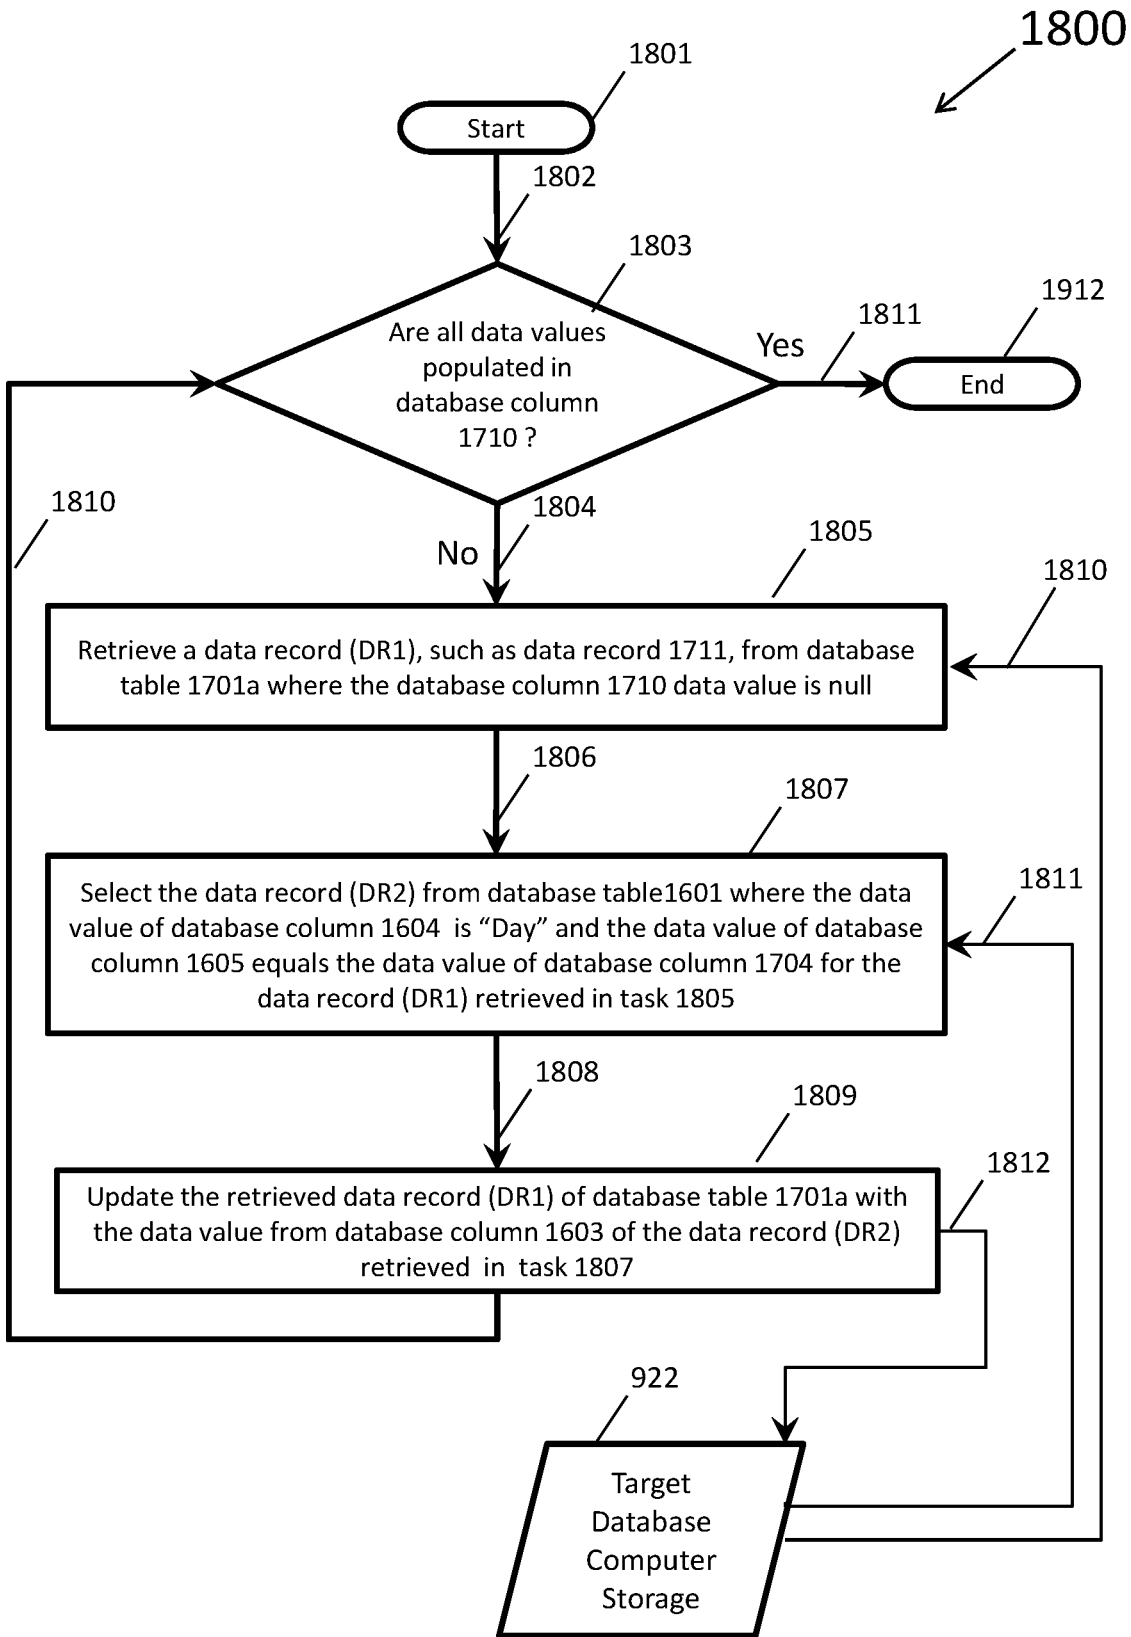 1800
1801
Start
1802
1803
Are all data values
populated in
database column
1710 ?
Yes
1811
1912
End
1810
1804
No
1805
1810
Retrieve a data record (DR1), such as data record 1711, from database
table 1701a where the database column 1710 data value is null
1806
1807
1811
Select the data record (DR2) from database table1601 where the data
value of database column 1604 is “Day” and the data value of database
column 1605 equals the data value of database column 1704 for the
data record (DR1) retrieved in task 1805
1808
1809
1812
Update the retrieved data record (DR1) of database table 1701a with
the data value from database column 1603 of the data record (DR2)
retrieved in task 1807
922
Target
Database
Computer
Storage